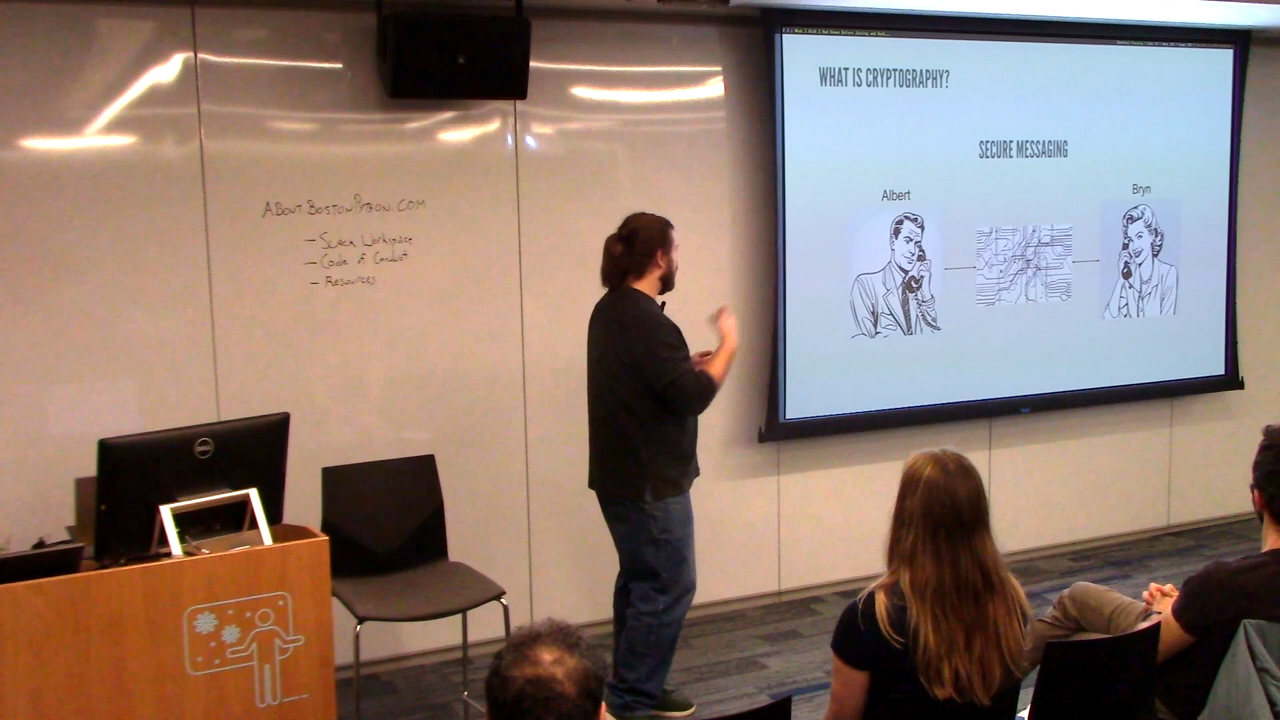 ABOUT BOSTONPYTHON.COM
- Slack Workspace
- Code of Conduct
- Resources
DELL
WHAT IS CRYPTOGRAPHY?
SECURE MESSAGING
Albert
Bryn